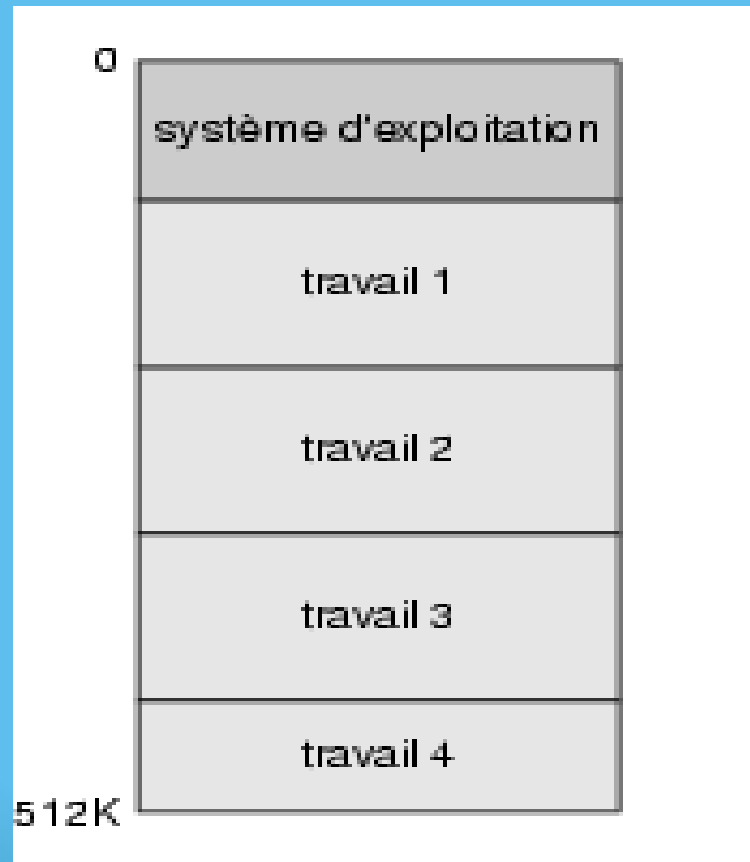 0
système d'exploitation
travail 1
travail 2
travail 3
travail 4
512K